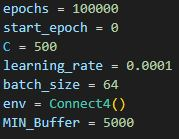 epochs = 100000
start_epoch = 0
C = 500
learning_rate = 0.0001
batch_size = 64
env = Connect4()
MIN_Buffer = 5000